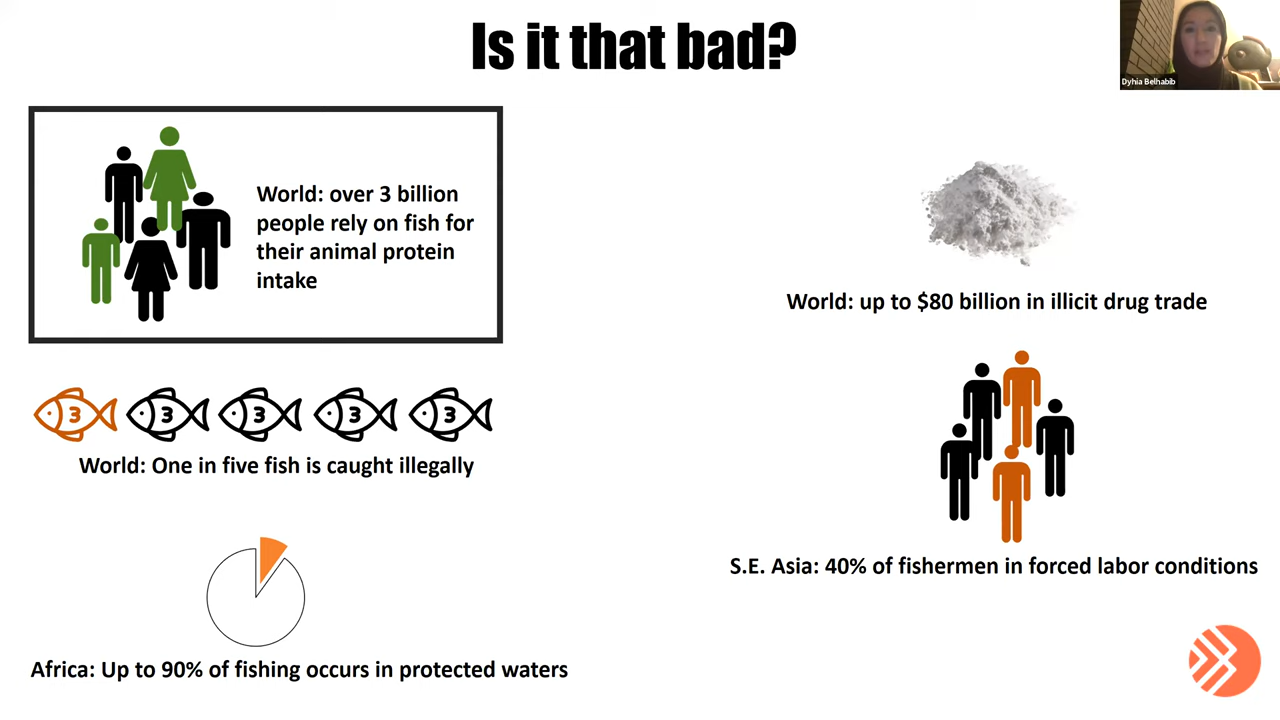 Is it that bad?
Dyhia Belhabib
World: over 3 billion
people rely on fish for
their animal protein
intake
World: up to $80 billion in illicit drug trade
3 3 3 3 3
World: One in five fish is caught illegally
S.E. Asia: 40% of fishermen in forced labor conditions
Africa: Up to 90% of fishing occurs in protected waters